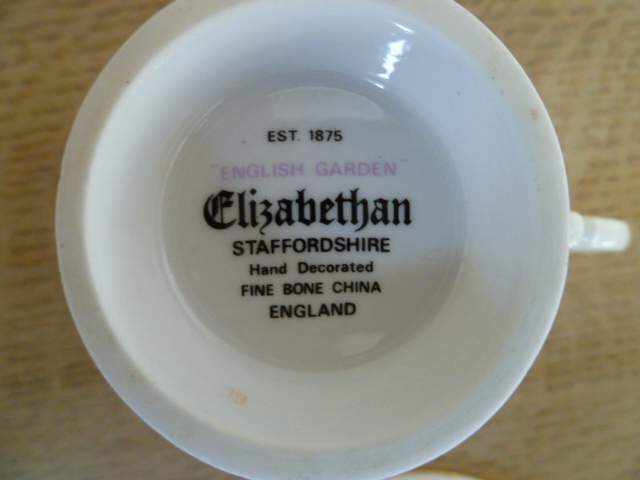 EST. 1875
"ENGLISH GARDEN"
Elizabethan
STAFFORDSHIRE
Hand Decorated
FINE BONE CHINA
ENGLAND